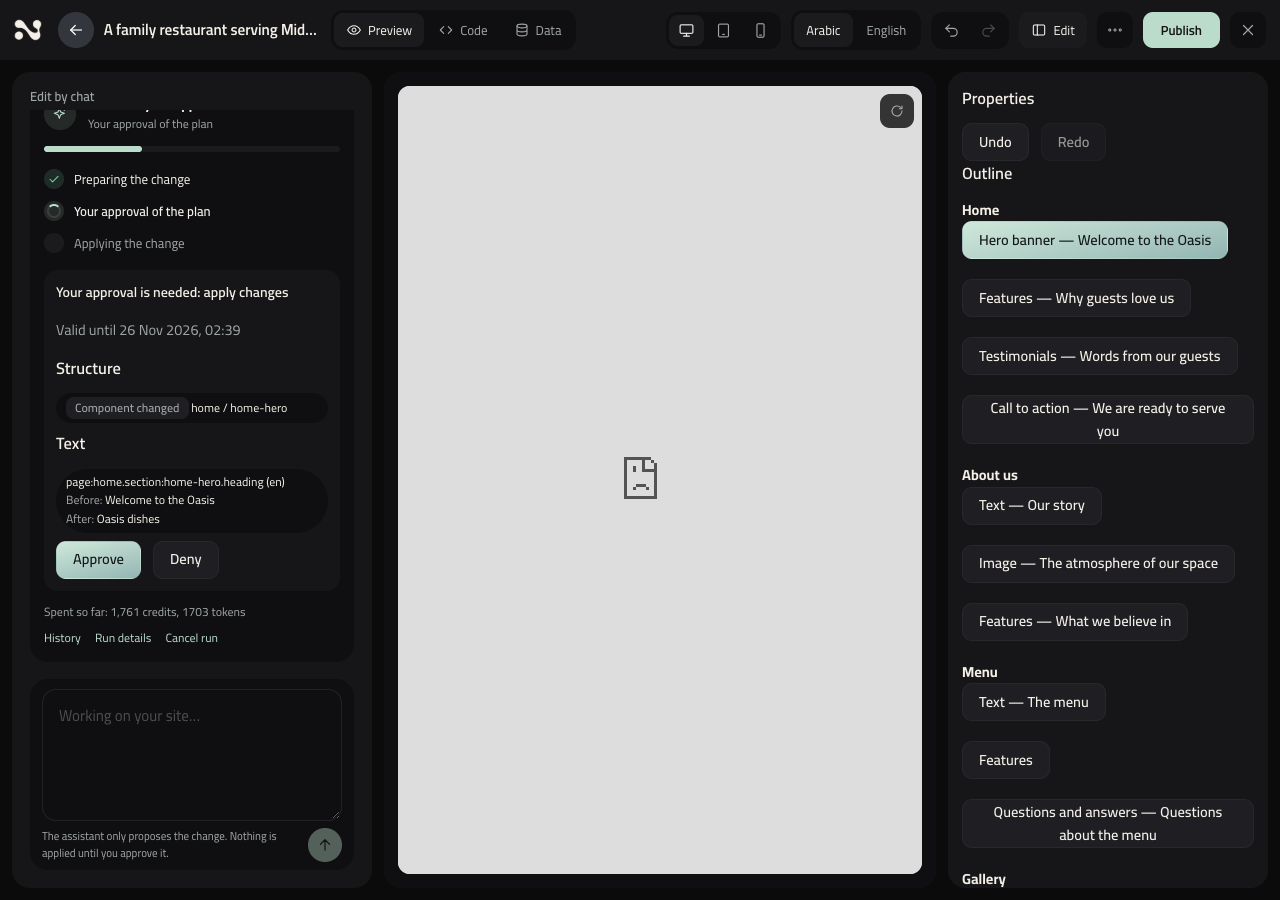 A family restaurant serving Mid...
Preview
Code
Data
Arabic
English
Edit
Publish
Edit by chat
Your approval of the plan
Preparing the change
Your approval of the plan
Applying the change
Your approval is needed: apply changes
Valid until 26 Nov 2026, 02:39
Structure
Component changed home / home-hero
Text
page:home.section:home-hero.heading (en)
Before: Welcome to the Oasis
After: Oasis dishes
Approve
Deny
Spent so far: 1,761 credits, 1703 tokens
History
Run details
Cancel run
Working on your site...
The assistant only proposes the change. Nothing is
applied until you approve it.
Properties
Undo
Redo
Outline
Home
Hero banner — Welcome to the Oasis
Features — Why guests love us
Testimonials — Words from our guests
Call to action — We are ready to serve
you
About us
Text — Our story
Image — The atmosphere of our space
Features — What we believe in
Menu
Text — The menu
Features
Questions and answers — Questions
about the menu
Gallery